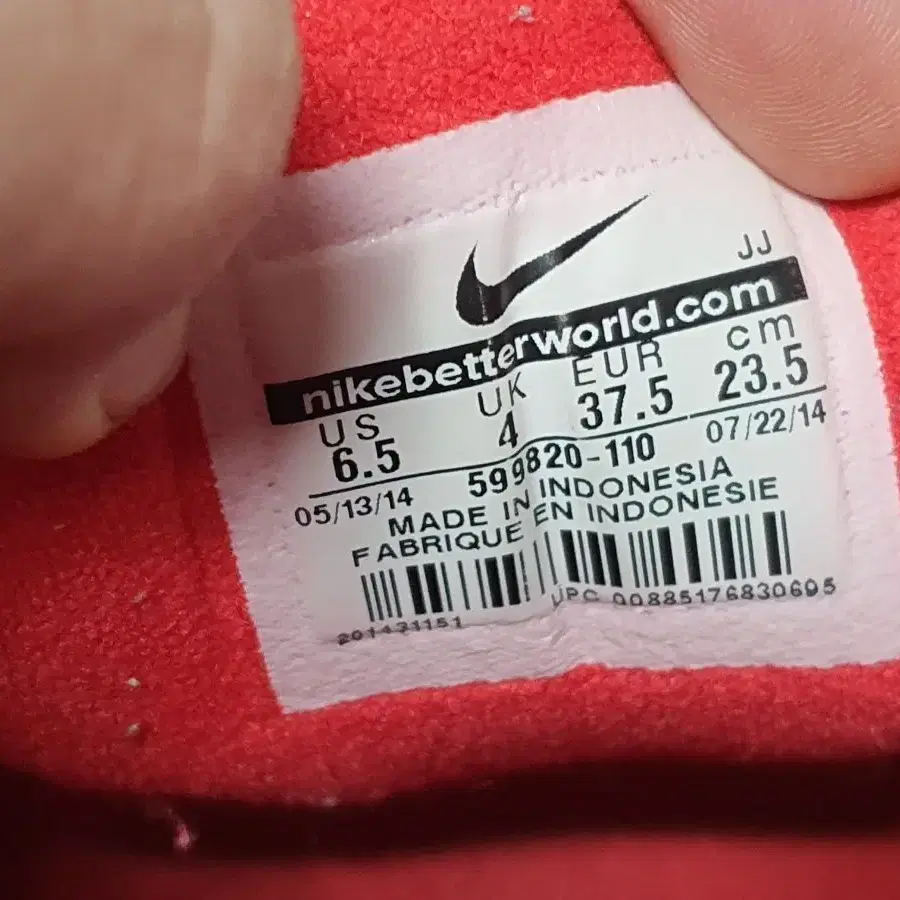 JJ
nikebetterworld.com
US UK EUR cm
6.5 4 37.5 23.5
05/13/14 599820-110 07/22/14
MADE IN INDONESIA
FABRIQUE EN INDONESIE
UPC 00885176830695